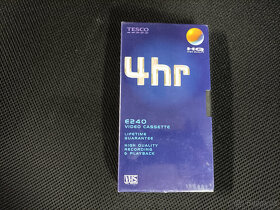 TESCO
HQ
4hr
E240
VIDEO CASSETTE
LIFETIME
GUARANTEE
HIGH QUALITY
RECORDING
& PLAYBACK
VHS